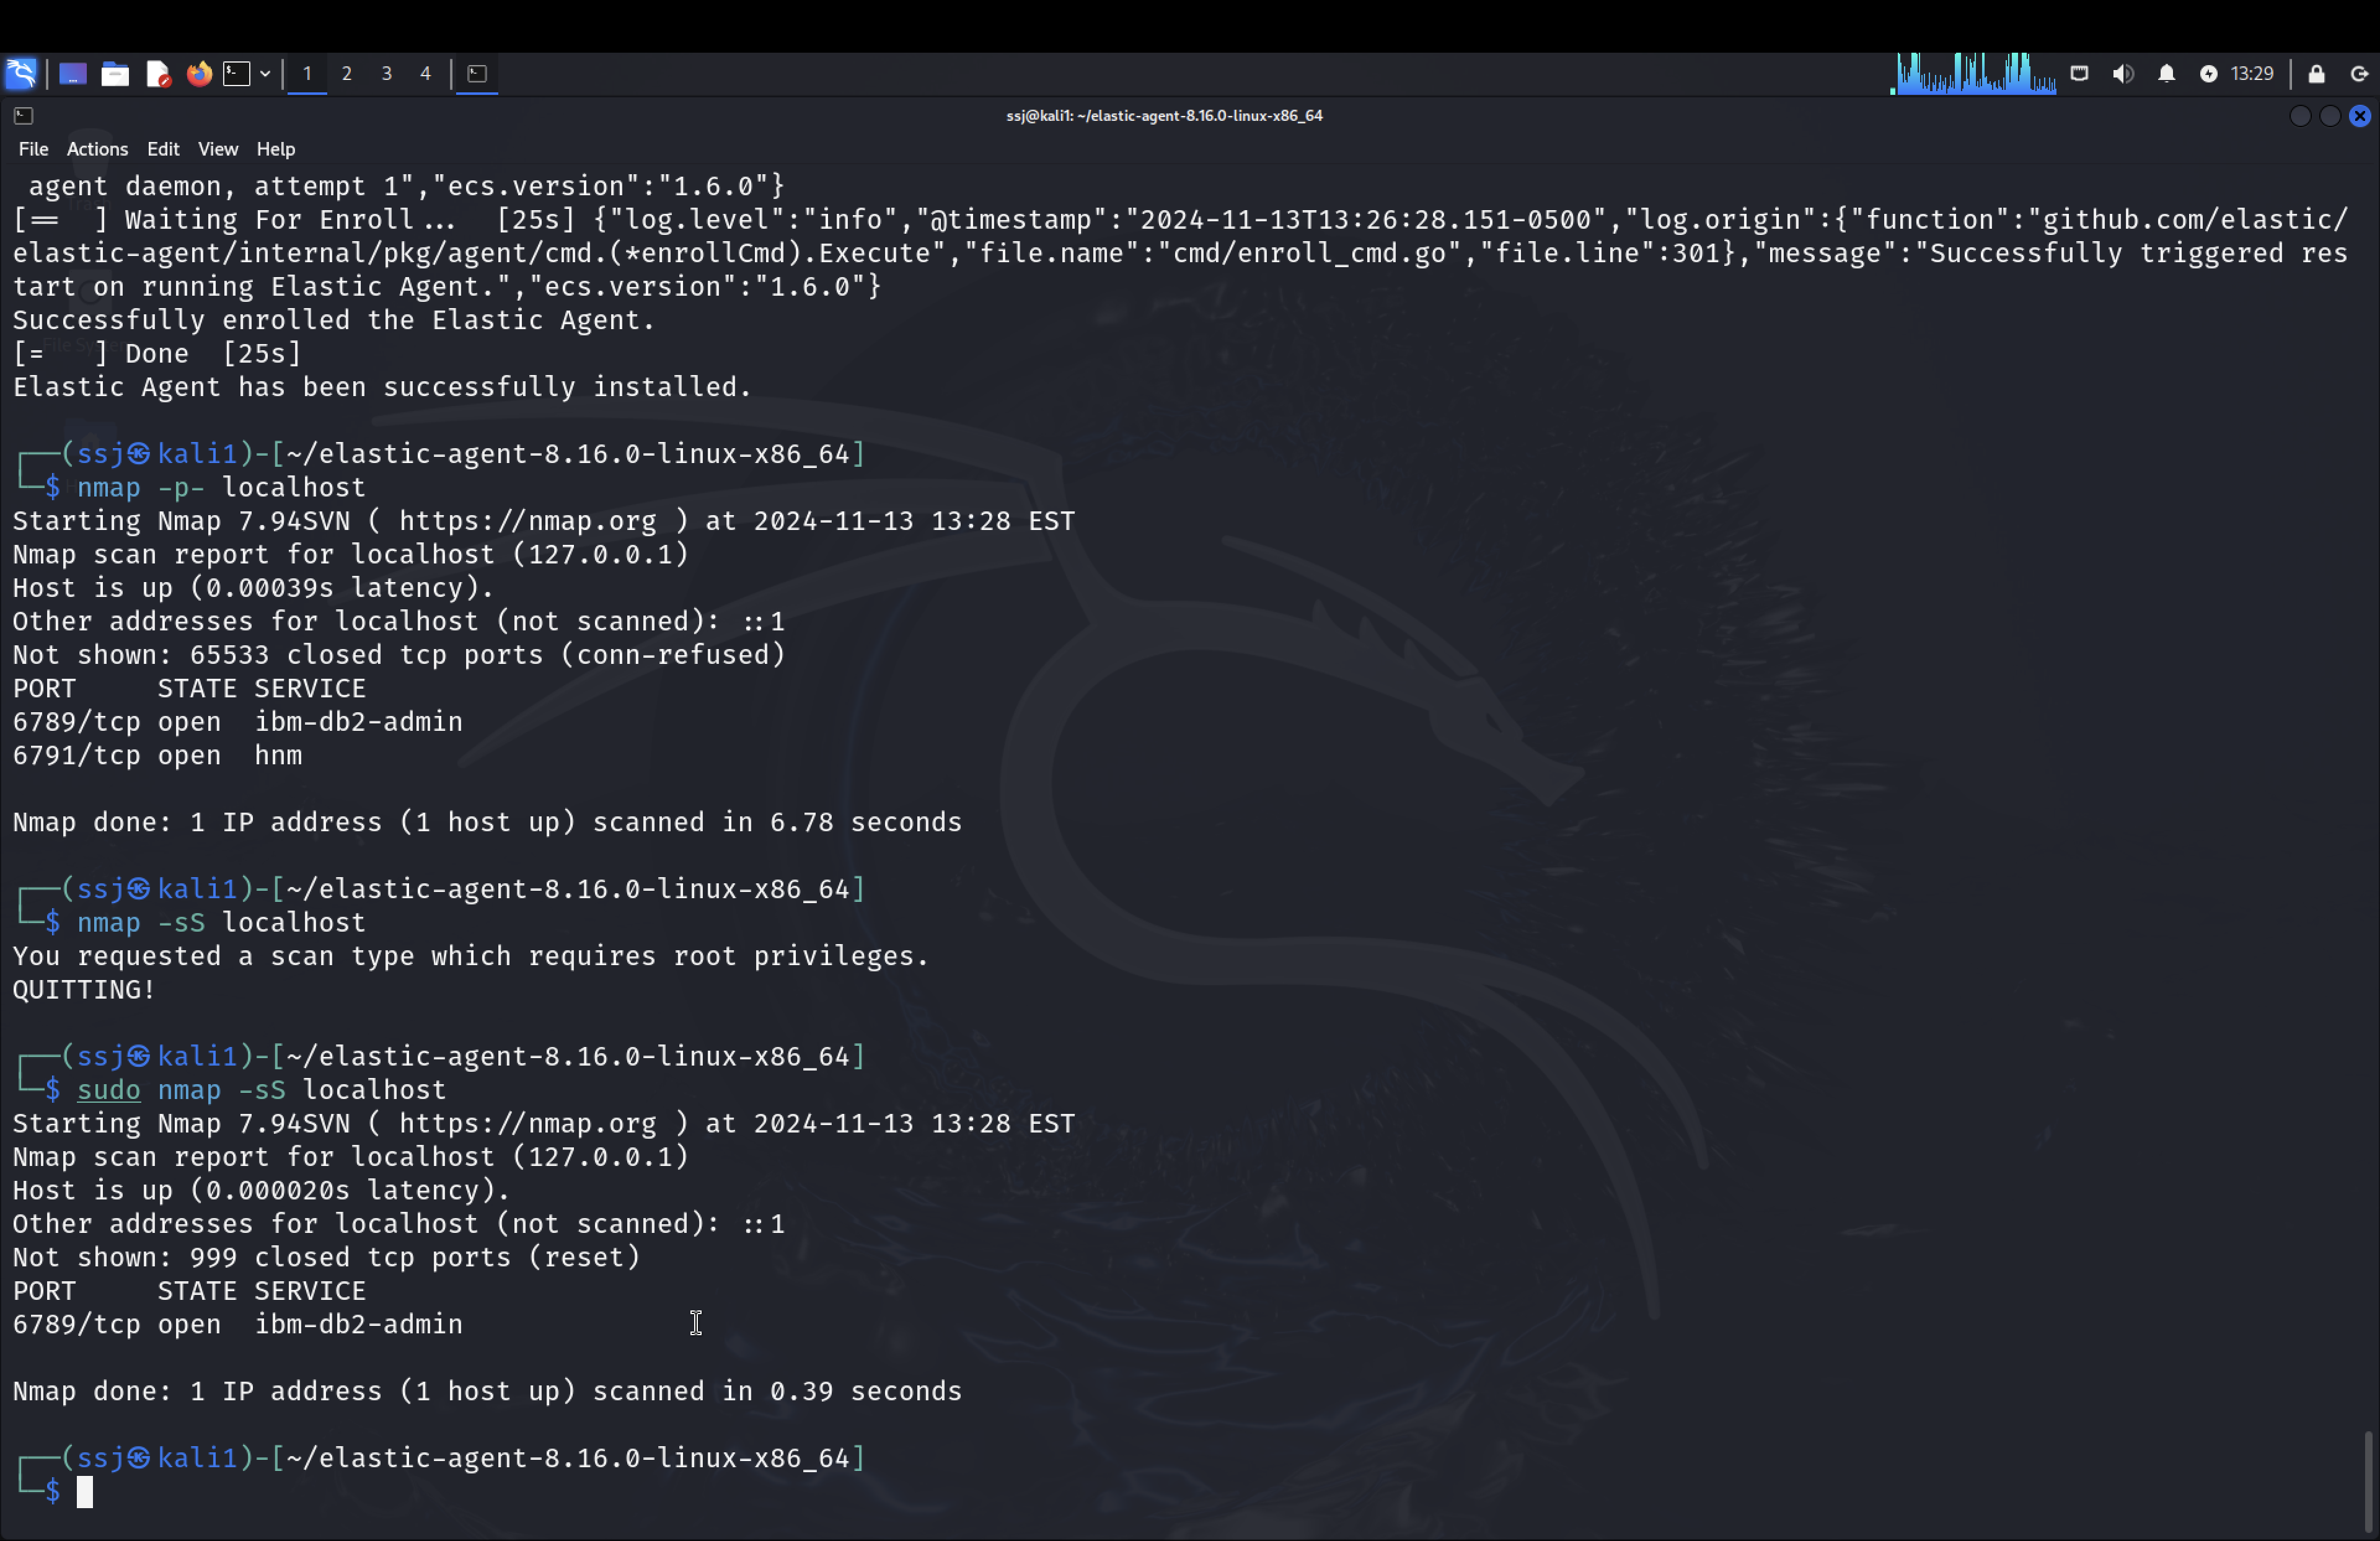 1 2 3 4 13:29
ssj@kali1: ~/elastic-agent-8.16.0-linux-x86_64
File Actions Edit View Help
 agent daemon, attempt 1","ecs.version":"1.6.0"}
[==  ] Waiting For Enroll...  [25s] {"log.level":"info","@timestamp":"2024-11-13T13:26:28.151-0500","log.origin":{"function":"github.com/elastic/
elastic-agent/internal/pkg/agent/cmd.(*enrollCmd).Execute","file.name":"cmd/enroll_cmd.go","file.line":301},"message":"Successfully triggered res
tart on running Elastic Agent.","ecs.version":"1.6.0"}
Successfully enrolled the Elastic Agent.
[=   ] Done  [25s]
Elastic Agent has been successfully installed.
┌──(ssj㉿kali1)-[~/elastic-agent-8.16.0-linux-x86_64]
└─$ nmap -p- localhost
Starting Nmap 7.94SVN ( https://nmap.org ) at 2024-11-13 13:28 EST
Nmap scan report for localhost (127.0.0.1)
Host is up (0.00039s latency).
Other addresses for localhost (not scanned): ::1
Not shown: 65533 closed tcp ports (conn-refused)
PORT     STATE SERVICE
6789/tcp open  ibm-db2-admin
6791/tcp open  hnm
Nmap done: 1 IP address (1 host up) scanned in 6.78 seconds
┌──(ssj㉿kali1)-[~/elastic-agent-8.16.0-linux-x86_64]
└─$ nmap -sS localhost
You requested a scan type which requires root privileges.
QUITTING!
┌──(ssj㉿kali1)-[~/elastic-agent-8.16.0-linux-x86_64]
└─$ sudo nmap -sS localhost
Starting Nmap 7.94SVN ( https://nmap.org ) at 2024-11-13 13:28 EST
Nmap scan report for localhost (127.0.0.1)
Host is up (0.000020s latency).
Other addresses for localhost (not scanned): ::1
Not shown: 999 closed tcp ports (reset)
PORT     STATE SERVICE
6789/tcp open  ibm-db2-admin
Nmap done: 1 IP address (1 host up) scanned in 0.39 seconds
┌──(ssj㉿kali1)-[~/elastic-agent-8.16.0-linux-x86_64]
└─$